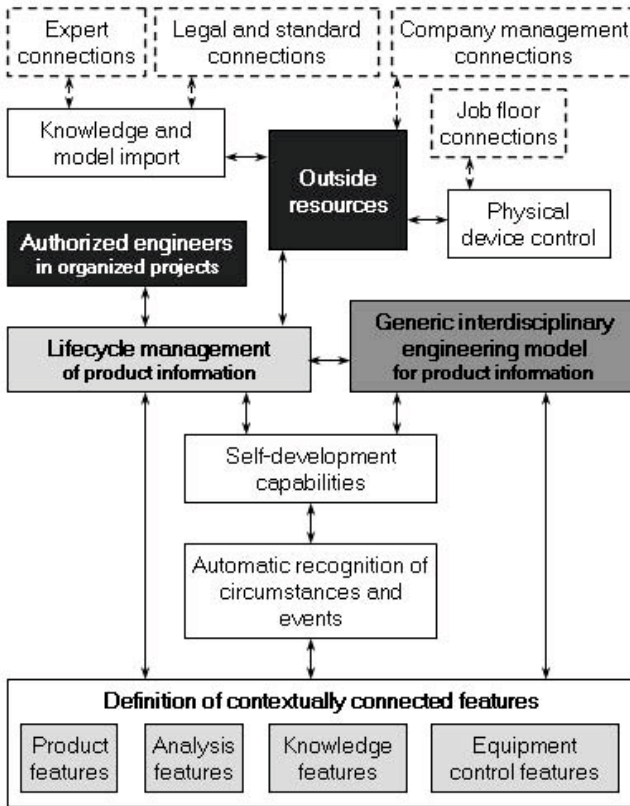 Expert
connections
Legal and standard
connections
Company management
connections
Knowledge and
model import
Job floor
connections
Outside
resources
Physical
device control
Authorized engineers
in organized projects
Lifecycle management
of product information
Generic interdisciplinary
engineering model
for product information
Self-development
capabilities
Automatic recognition of
circumstances and
events
Definition of contextually connected features
Product
features
Analysis
features
Knowledge
features
Equipment
control features